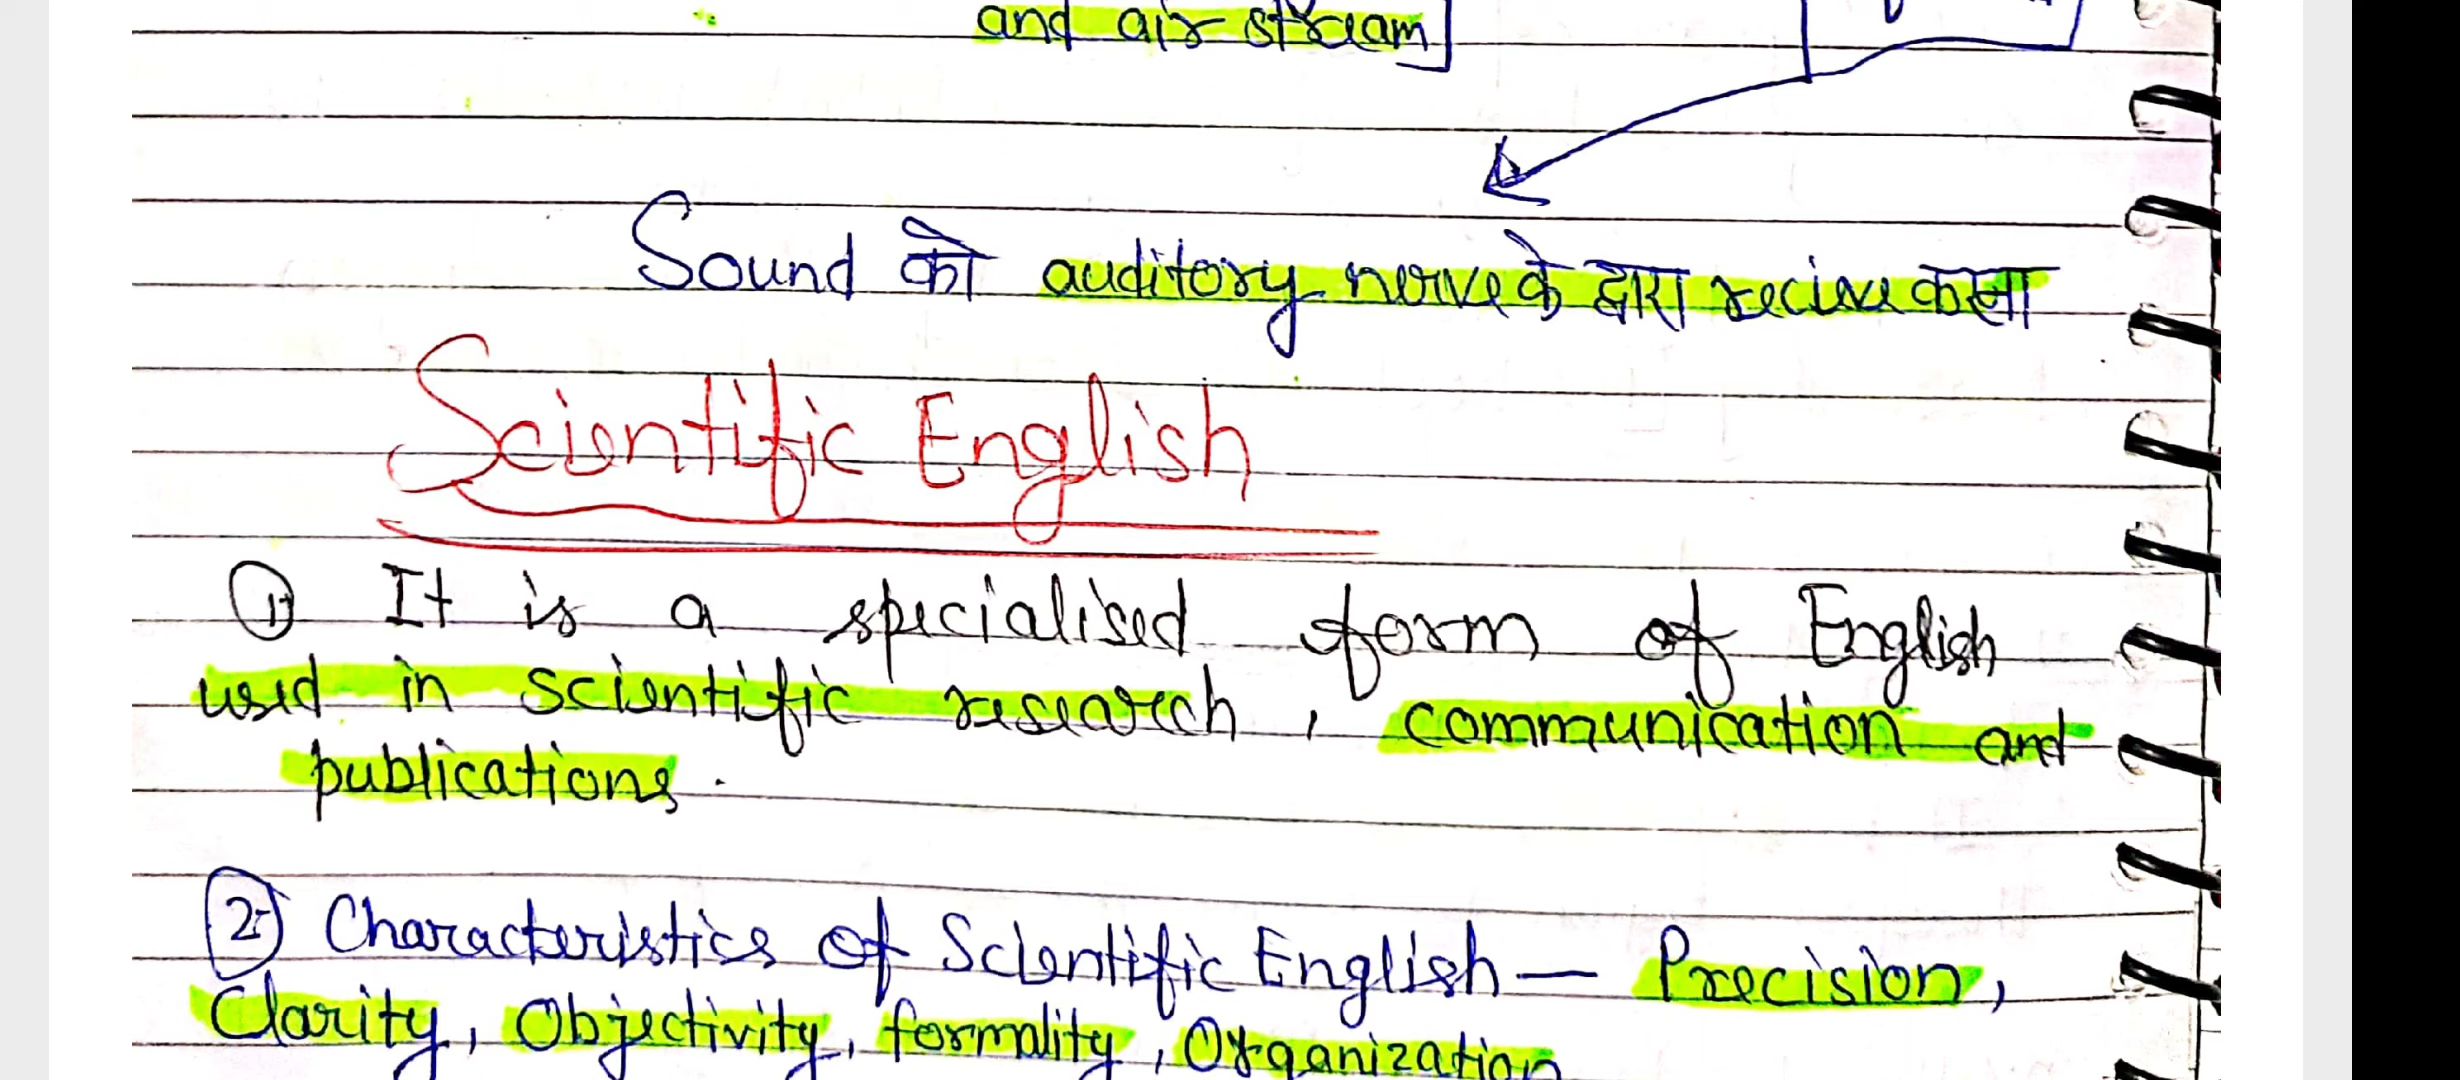 and air stream
Sound को auditory nerve के द्वारा recieve करना
Scientific English
① It is a specialised form of English
used in scientific research, communication and
publications.
② Characteristics of Scientific English — Precision,
Clarity, Objectivity, formality, Organization